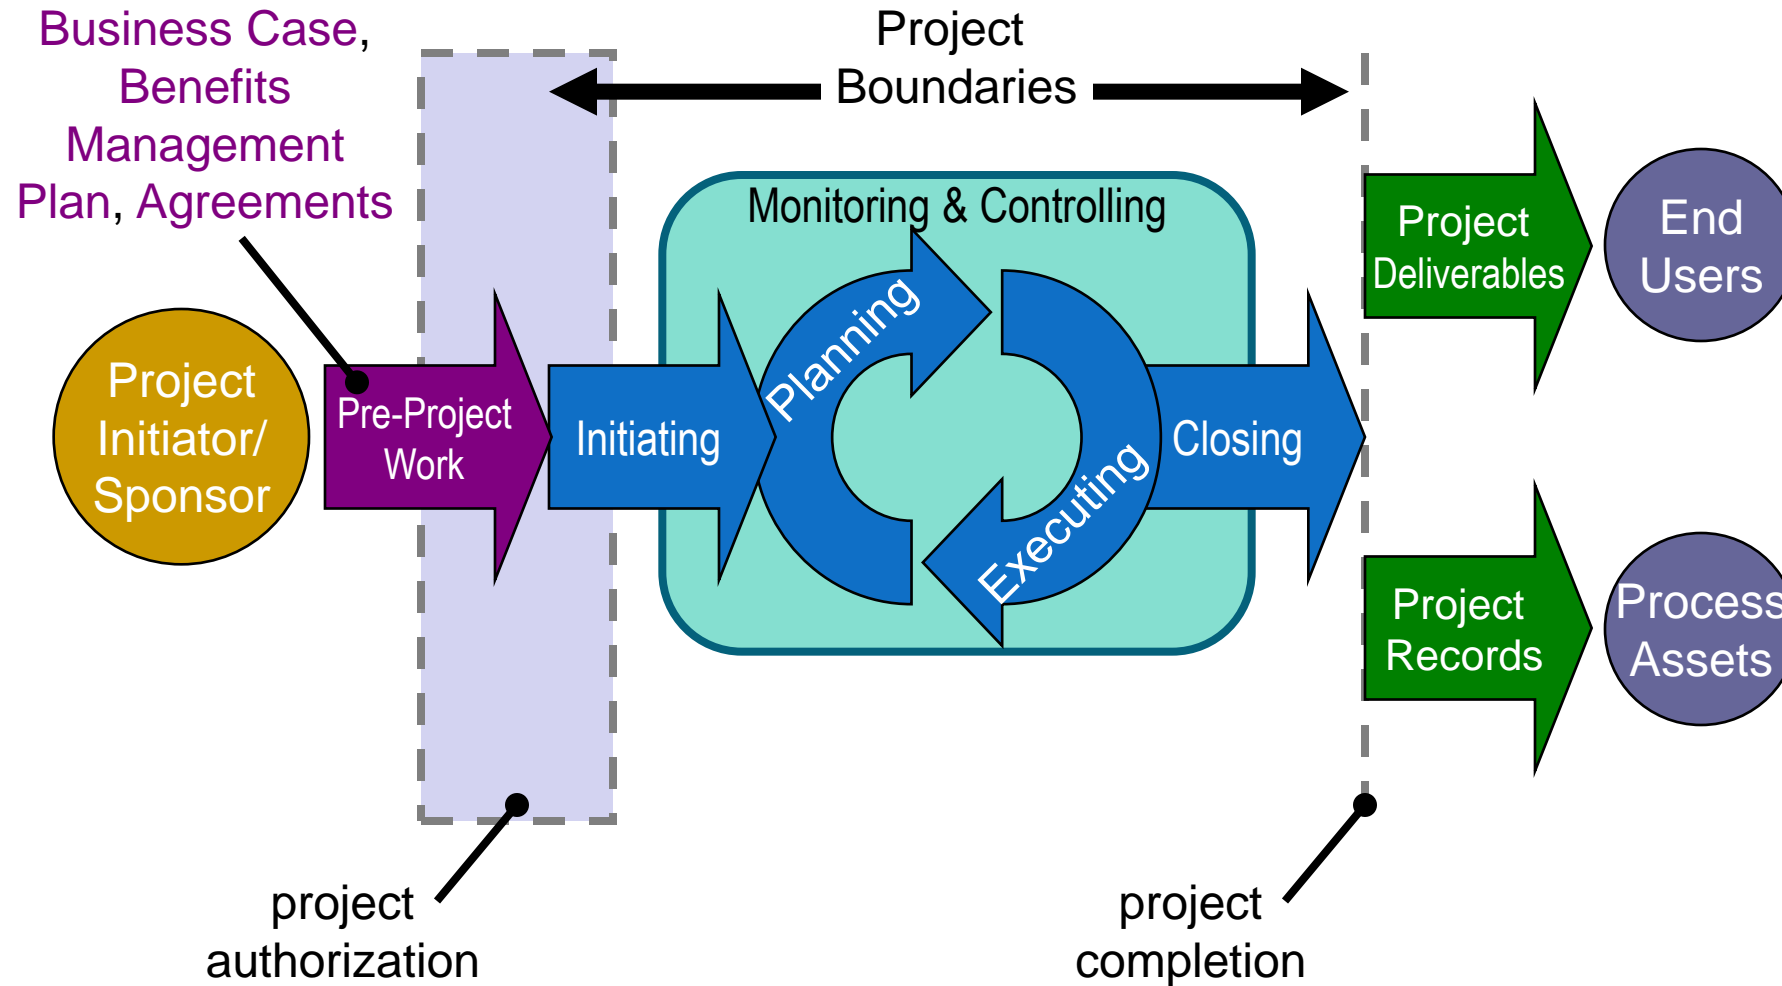 Business Case,
Benefits
Management
Plan, Agreements
Project
Boundaries
Monitoring & Controlling
Project
Initiator/
Sponsor
Pre-Project
Work
Initiating
Planning
Executing
Closing
Project
Deliverables
End
Users
Project
Records
Process
Assets
project
authorization
project
completion